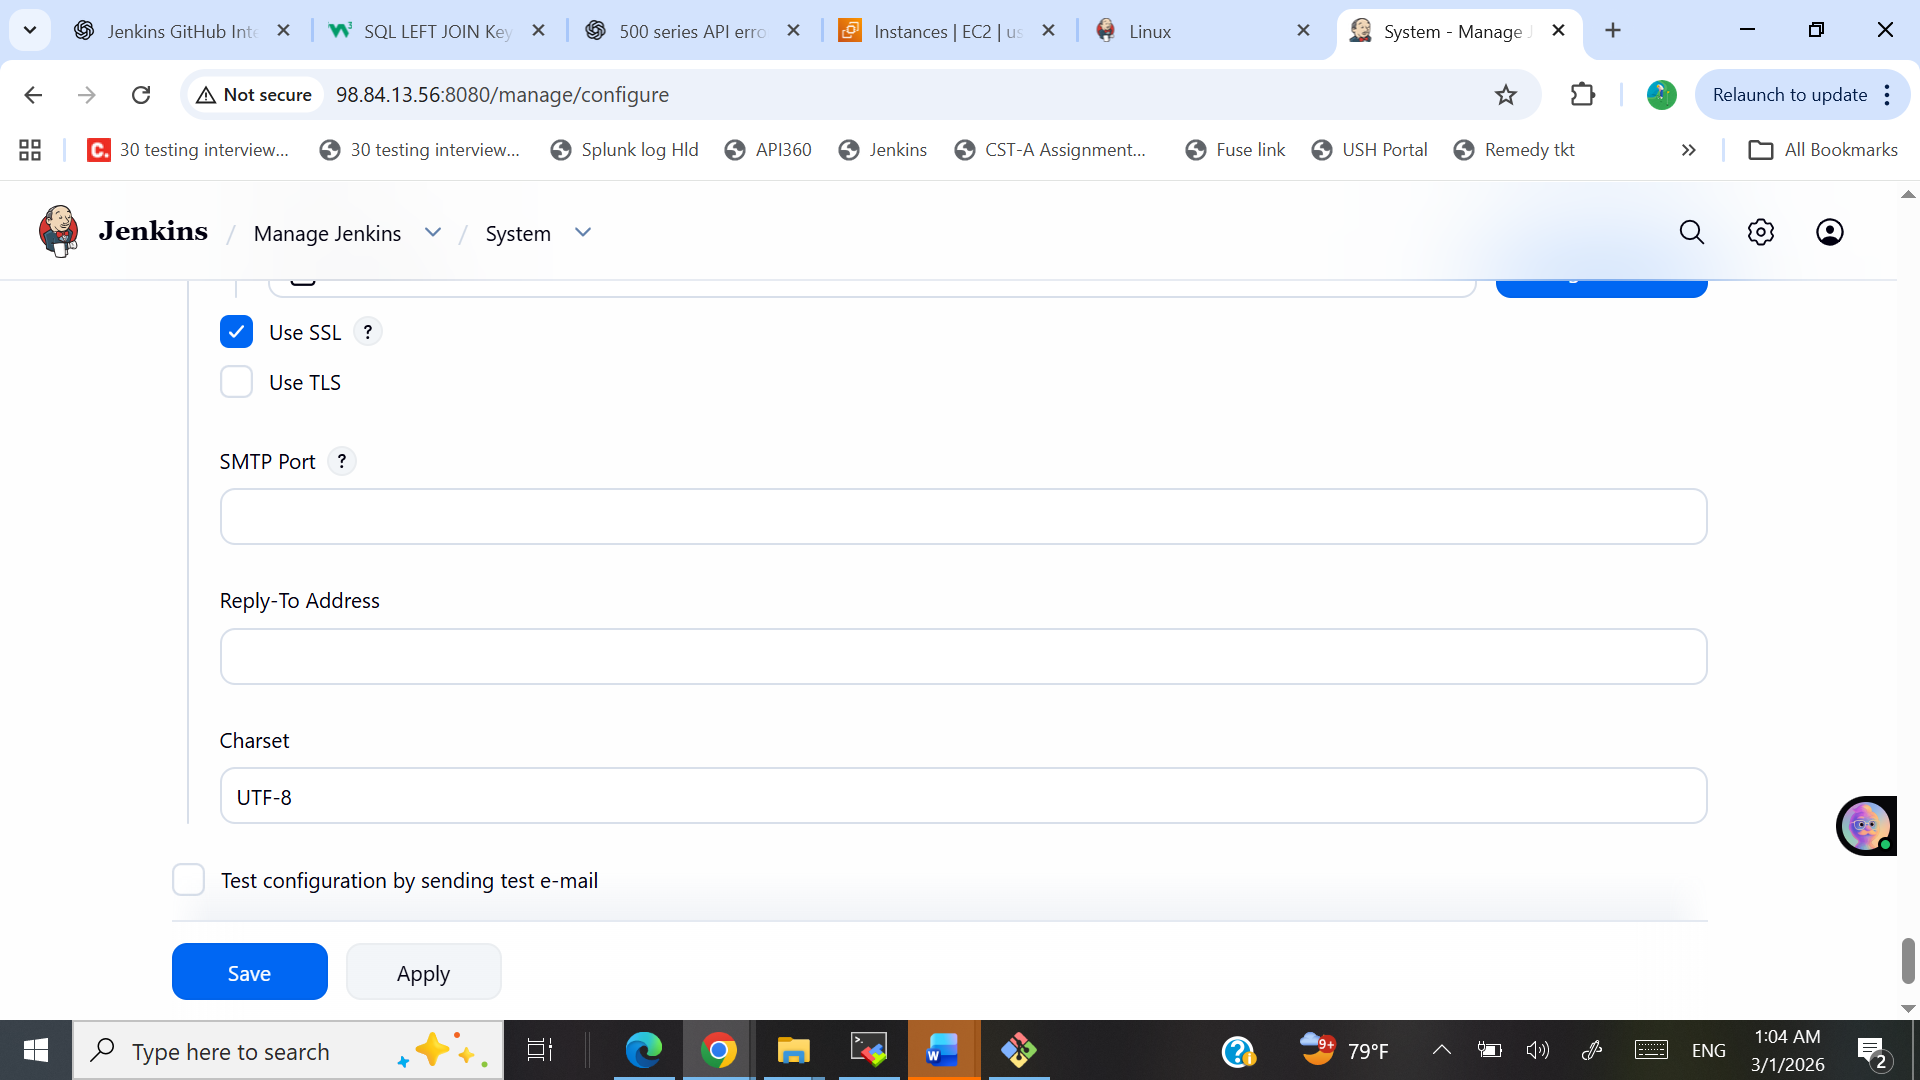 Jenkins GitHub Inte
SQL LEFT JOIN Key
500 series API erro
Instances | EC2 | us
Linux
System - Manage J
Not secure
98.84.13.56:8080/manage/configure
Relaunch to update
C.
30 testing interview...
30 testing interview...
Splunk log Hld
API360
Jenkins
CST-A Assignment...
Fuse link
USH Portal
Remedy tkt
»
All Bookmarks
Jenkins / Manage Jenkins / System
Use SSL ?
Use TLS
SMTP Port ?
Reply-To Address
Charset
UTF-8
Test configuration by sending test e-mail
Save
Apply
Type here to search
9+
79°F
ENG
1:04 AM
3/1/2026
2